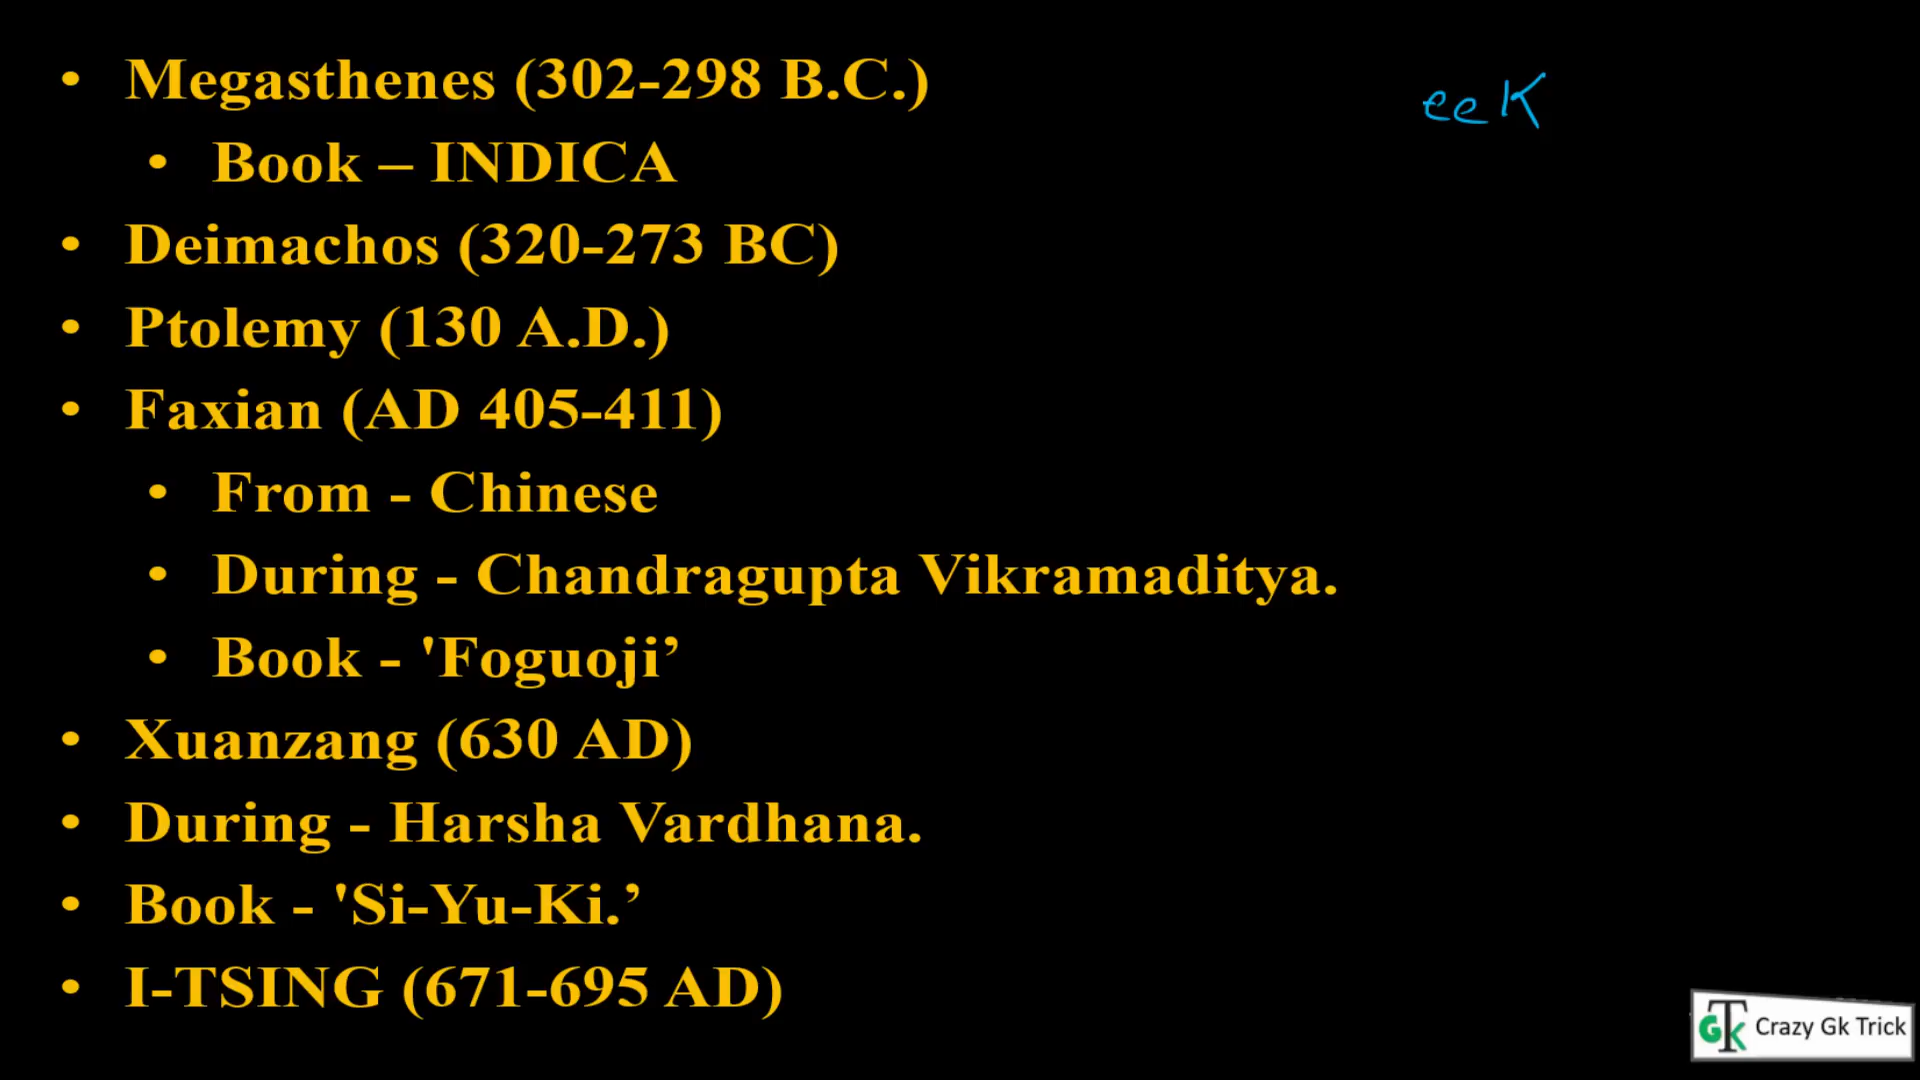 • Megasthenes (302-298 B.C.)
eeK
• Book – INDICA
• Deimachos (320-273 BC)
• Ptolemy (130 A.D.)
• Faxian (AD 405-411)
• From - Chinese
• During - Chandragupta Vikramaditya.
• Book - 'Foguoji’
• Xuanzang (630 AD)
• During - Harsha Vardhana.
• Book - 'Si-Yu-Ki.’
• I-TSING (671-695 AD)
GTK Crazy Gk Trick